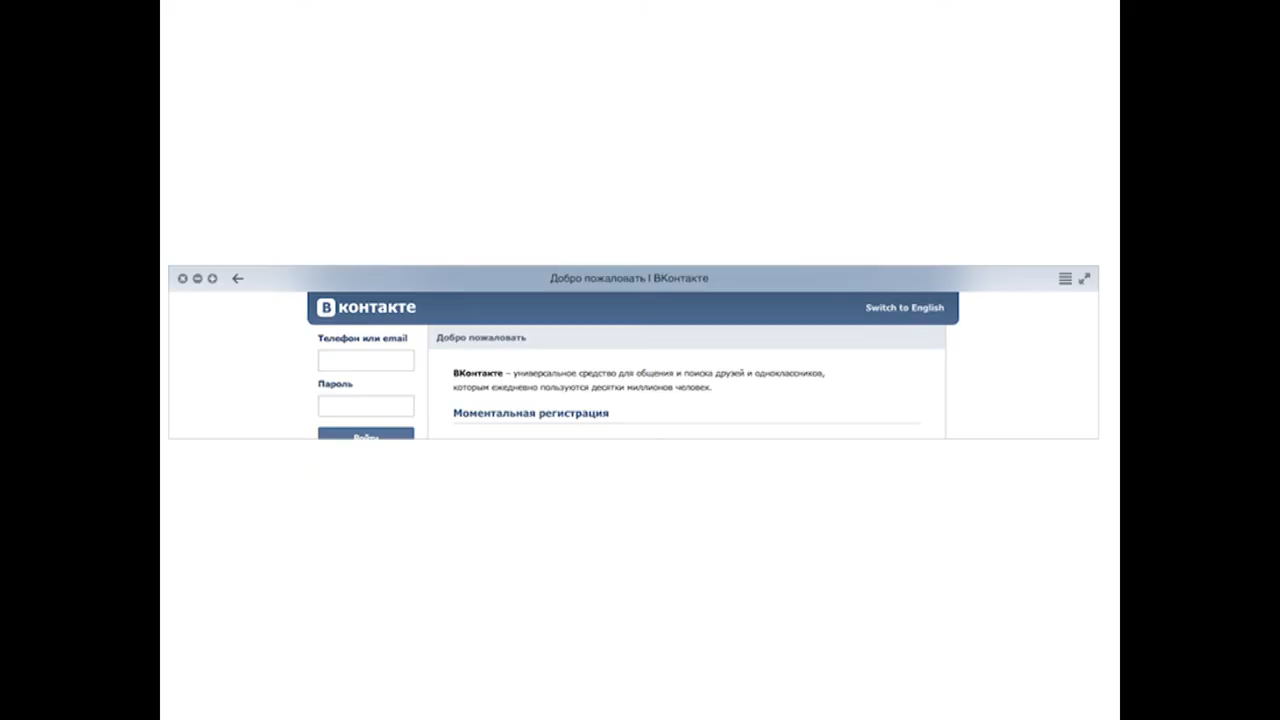 Добро пожаловать | ВКонтакте
В контакте
Switch to English
Телефон или email
Добро пожаловать
ВКонтакте – универсальное средство для общения и поиска друзей и одноклассников,
которым ежедневно пользуются десятки миллионов человек.
Пароль
Моментальная регистрация
Войти